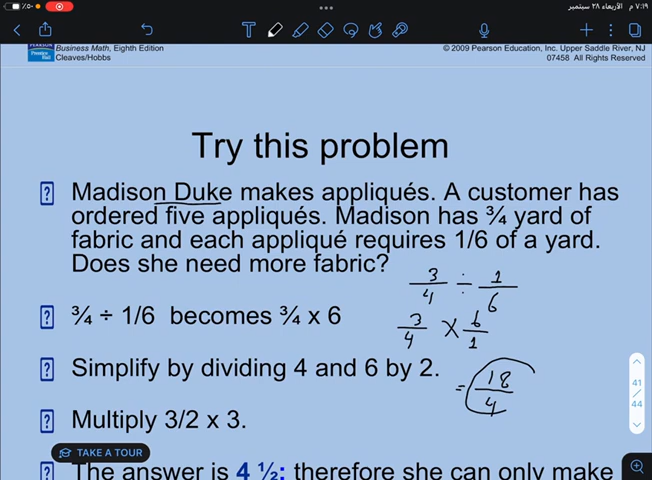 ٪٥٠
•••
٧:١٩ م الأربعاء ٢٨ سبتمبر
T
PEARSON
Prentice Hall
Business Math, Eighth Edition
Cleaves/Hobbs
© 2009 Pearson Education, Inc. Upper Saddle River, NJ
07458 All Rights Reserved
Try this problem
Madison Duke makes appliqués. A customer has
ordered five appliqués. Madison has ¾ yard of
fabric and each appliqué requires 1/6 of a yard.
Does she need more fabric?
3/4 ÷ 1/6
¾ ÷ 1/6 becomes ¾ x 6
3/4 x 6/1
Simplify by dividing 4 and 6 by 2.
= 18/4
Multiply 3/2 x 3.
41
/
44
TAKE A TOUR
The answer is 4 ½; therefore she can only make